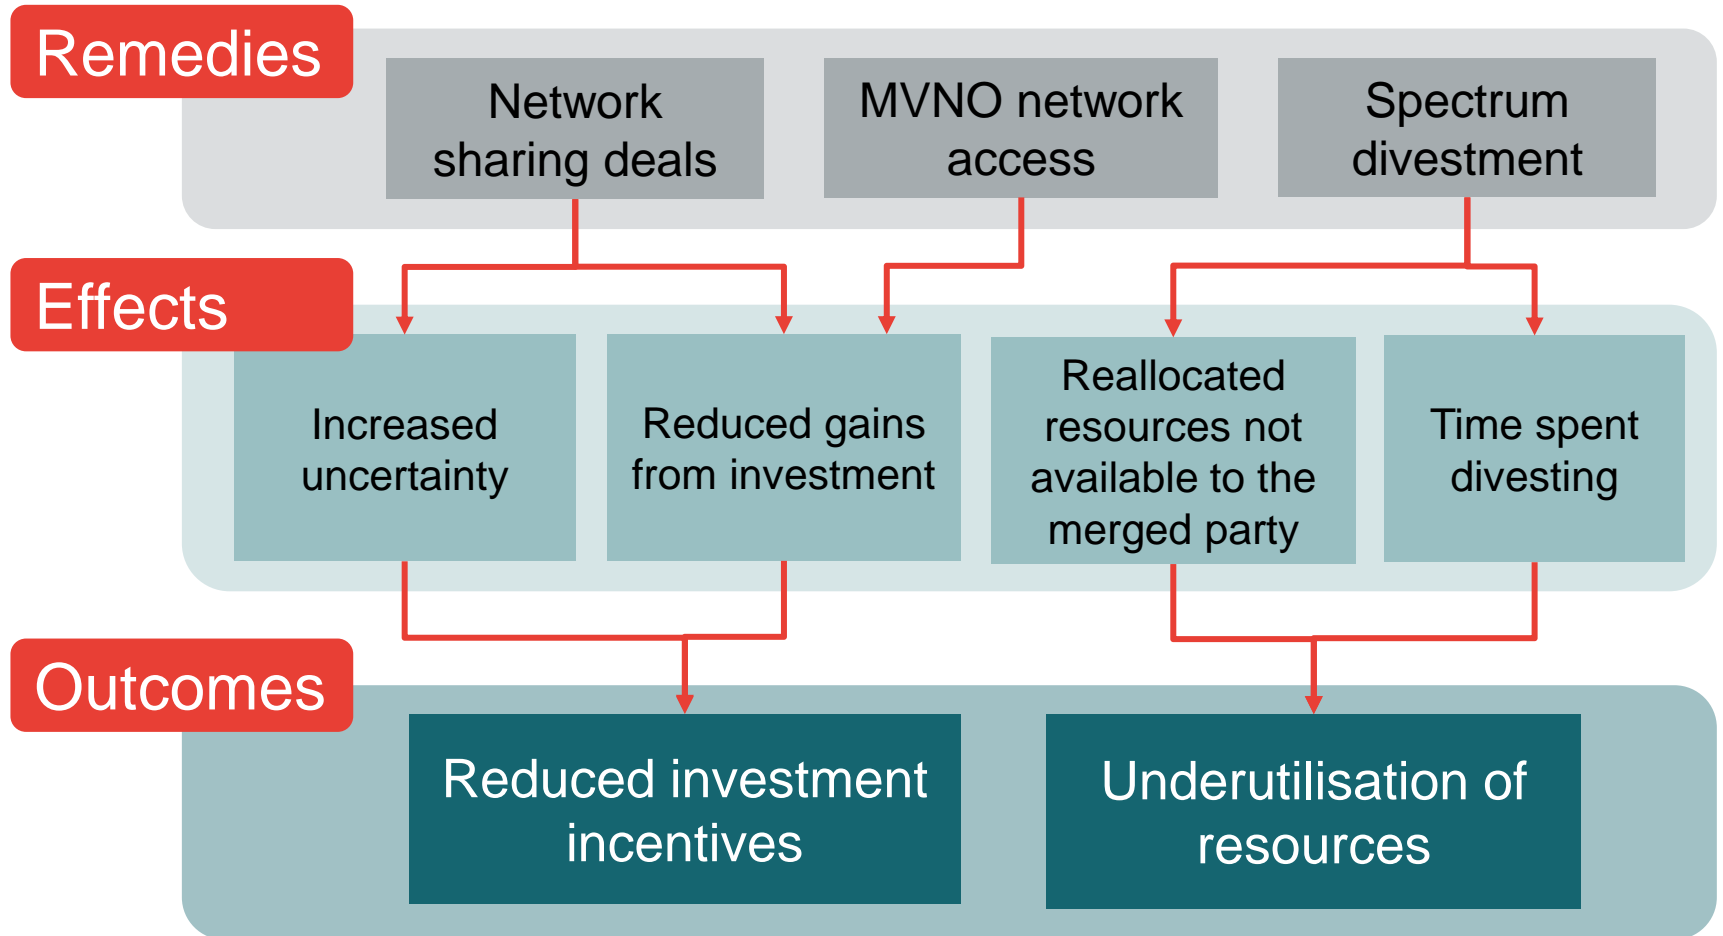 Remedies
Network
sharing deals
MVNO network
access
Spectrum
divestment
Effects
Increased
uncertainty
Reduced gains
from investment
Reallocated
resources not
available to the
merged party
Time spent
divesting
Outcomes
Reduced investment
incentives
Underutilisation of
resources